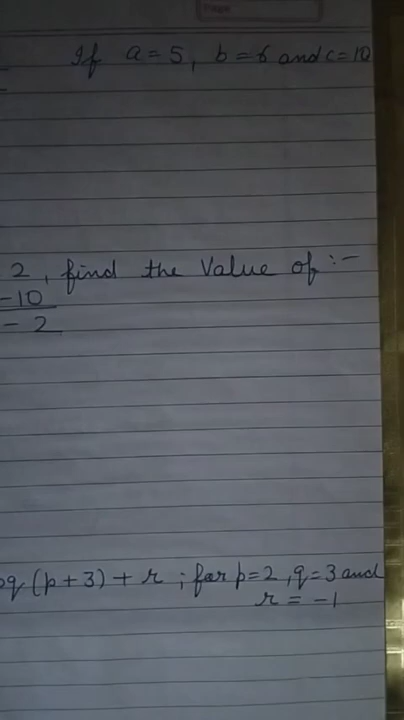 If a = 5, b = 6 and c = 10
2, find the Value of :-
-10
- 2
q (p+3) + r ; for p=2, q=3 and
r = -1